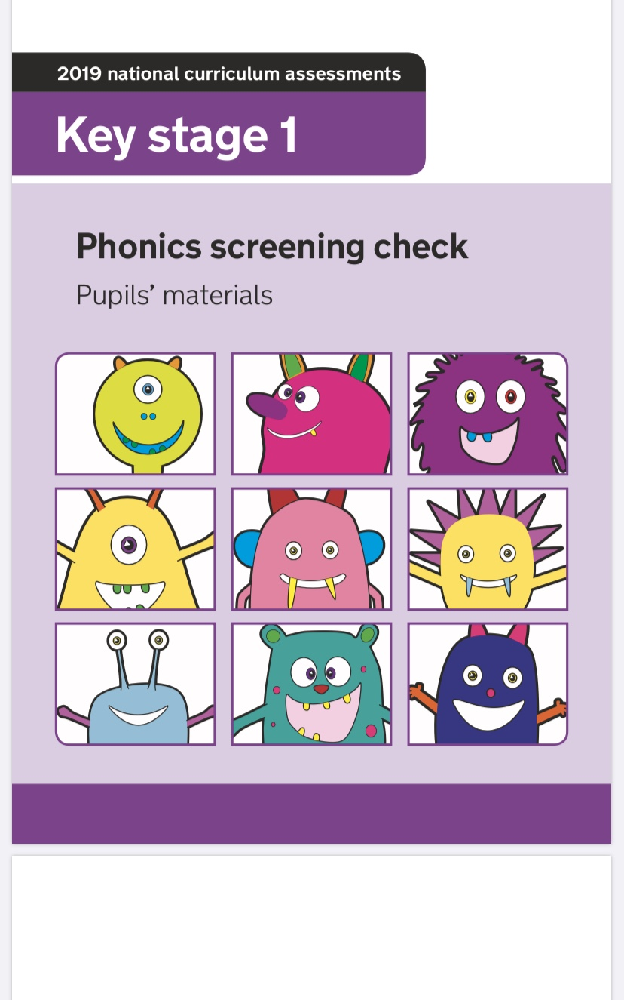 2019 national curriculum assessments
Key stage 1
Phonics screening check
Pupils’ materials